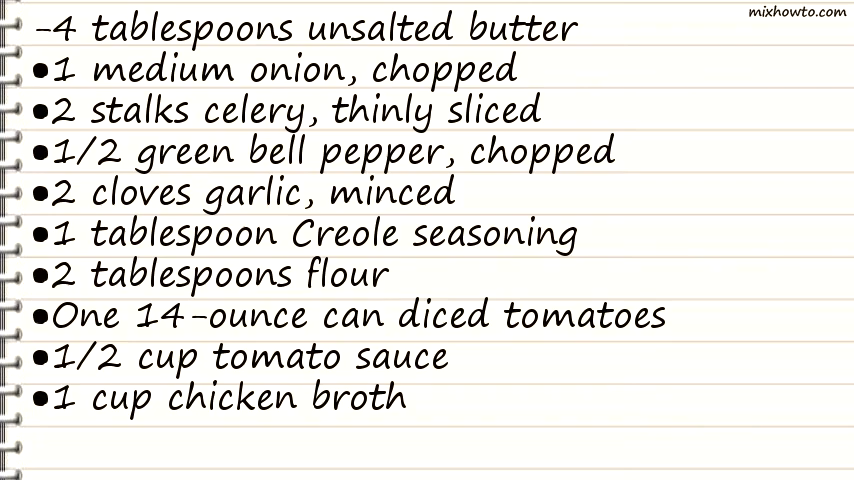 mixhowto.com
-4 tablespoons unsalted butter
•1 medium onion, chopped
•2 stalks celery, thinly sliced
•1/2 green bell pepper, chopped
•2 cloves garlic, minced
•1 tablespoon Creole seasoning
•2 tablespoons flour
•One 14-ounce can diced tomatoes
•1/2 cup tomato sauce
•1 cup chicken broth